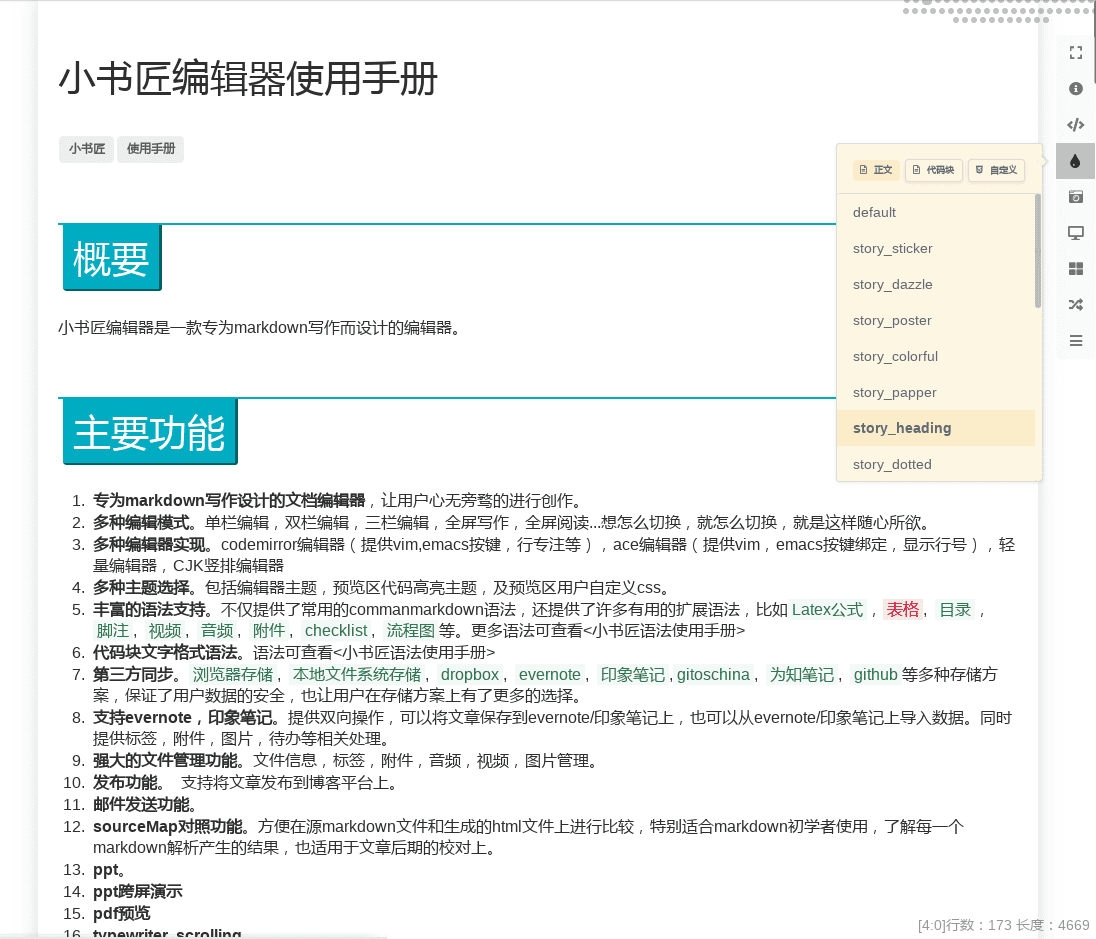 小书匠编辑器使用手册
小书匠 使用手册
正文 代码块 自定义
default
story_sticker
story_dazzle
story_poster
story_colorful
story_papper
story_heading
story_dotted
概要
小书匠编辑器是一款专为markdown写作而设计的编辑器。
主要功能
1. 专为markdown写作设计的文档编辑器，让用户心无旁骛的进行创作。
2. 多种编辑模式。单栏编辑，双栏编辑，三栏编辑，全屏写作，全屏阅读...想怎么切换，就怎么切换，就是这样随心所欲。
3. 多种编辑器实现。codemirror编辑器（提供vim,emacs按键，行专注等），ace编辑器（提供vim，emacs按键绑定，显示行号），轻
量编辑器，CJK竖排编辑器
4. 多种主题选择。包括编辑器主题，预览区代码高亮主题，及预览区用户自定义css。
5. 丰富的语法支持。不仅提供了常用的commanmarkdown语法，还提供了许多有用的扩展语法，比如 Latex公式 ， 表格 ， 目录 ，
脚注 ， 视频 ， 音频 ， 附件 ， checklist ， 流程图 等。更多语法可查看<小书匠语法使用手册>
6. 代码块文字格式语法。语法可查看<小书匠语法使用手册>
7. 第三方同步。 浏览器存储 ， 本地文件系统存储 ， dropbox ， evernote ， 印象笔记 , gitoschina ， 为知笔记 ， github 等多种存储方
案，保证了用户数据的安全，也让用户在存储方案上有了更多的选择。
8. 支持evernote，印象笔记。提供双向操作，可以将文章保存到evernote/印象笔记上，也可以从evernote/印象笔记上导入数据。同时
提供标签，附件，图片，待办等相关处理。
9. 强大的文件管理功能。文件信息，标签，附件，音频，视频，图片管理。
10. 发布功能。 支持将文章发布到博客平台上。
11. 邮件发送功能。
12. sourceMap对照功能。方便在源markdown文件和生成的html文件上进行比较，特别适合markdown初学者使用，了解每一个
markdown解析产生的结果，也适用于文章后期的校对上。
13. ppt。
14. ppt跨屏演示
15. pdf预览
16. typewriter scrolling
[4:0]行数：173 长度：4669